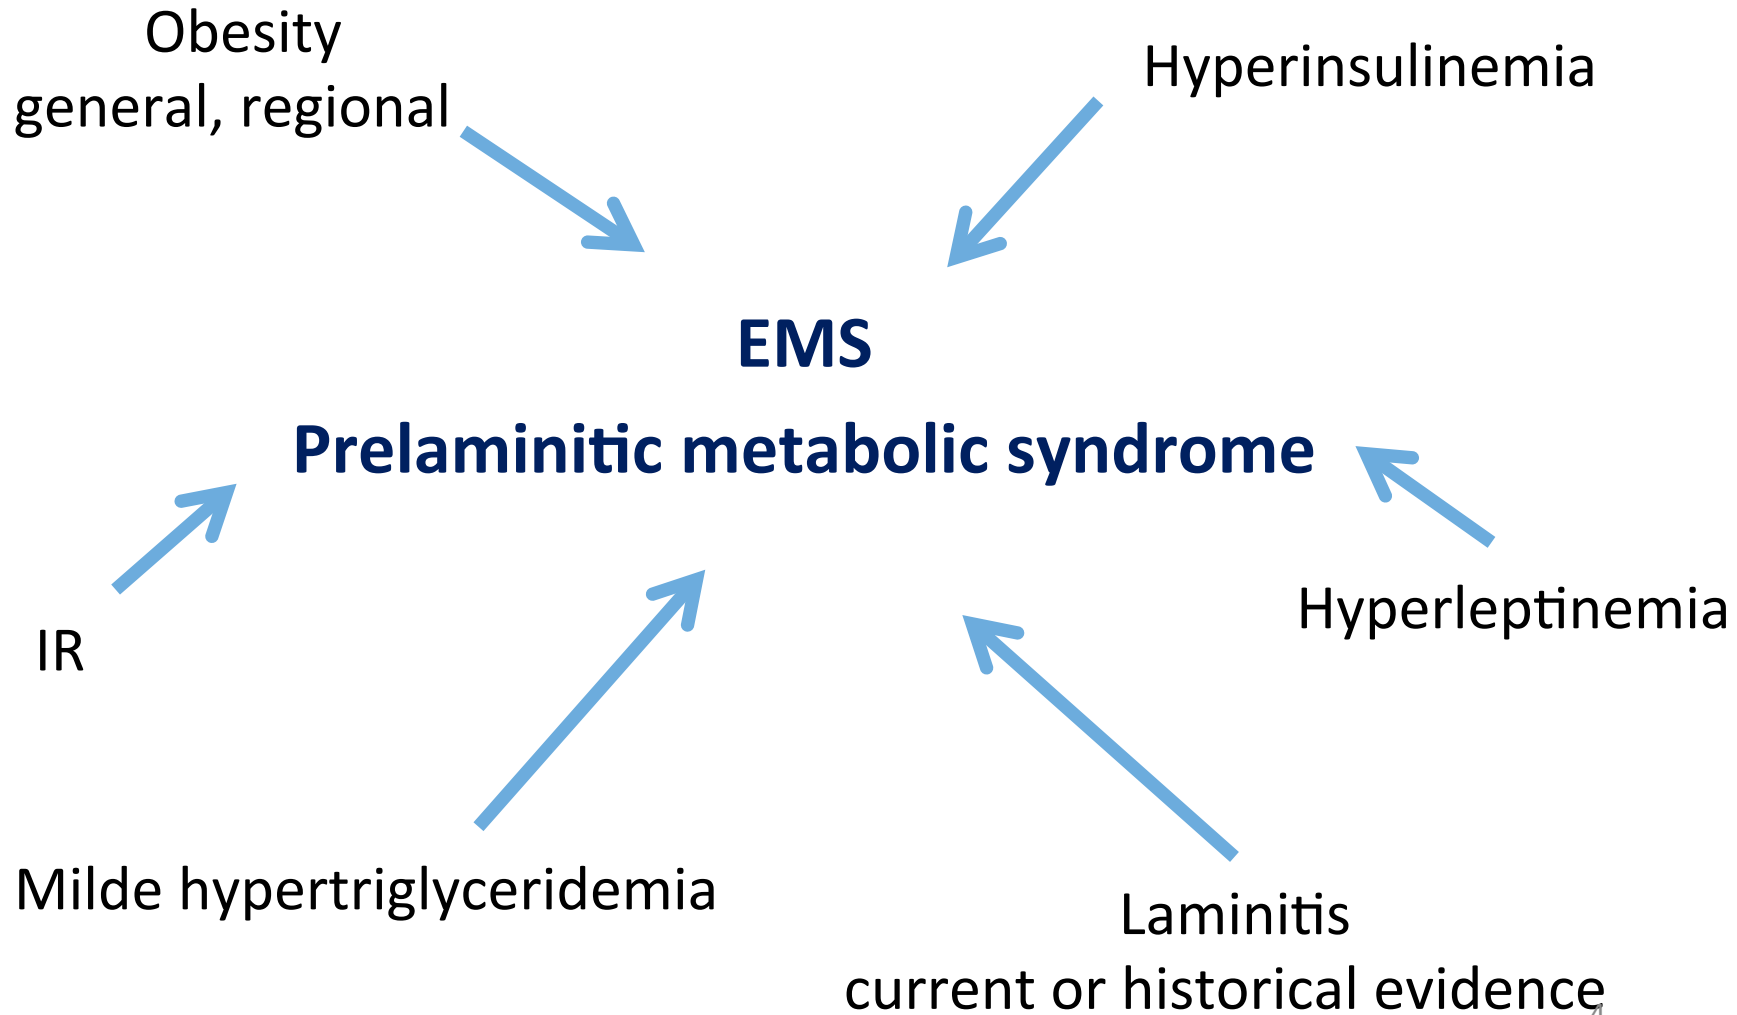 Obesity
general, regional
Hyperinsulinemia
EMS
Prelaminitic metabolic syndrome
IR
Hyperleptinemia
Milde hypertriglyceridemia
Laminitis
current or historical evidence